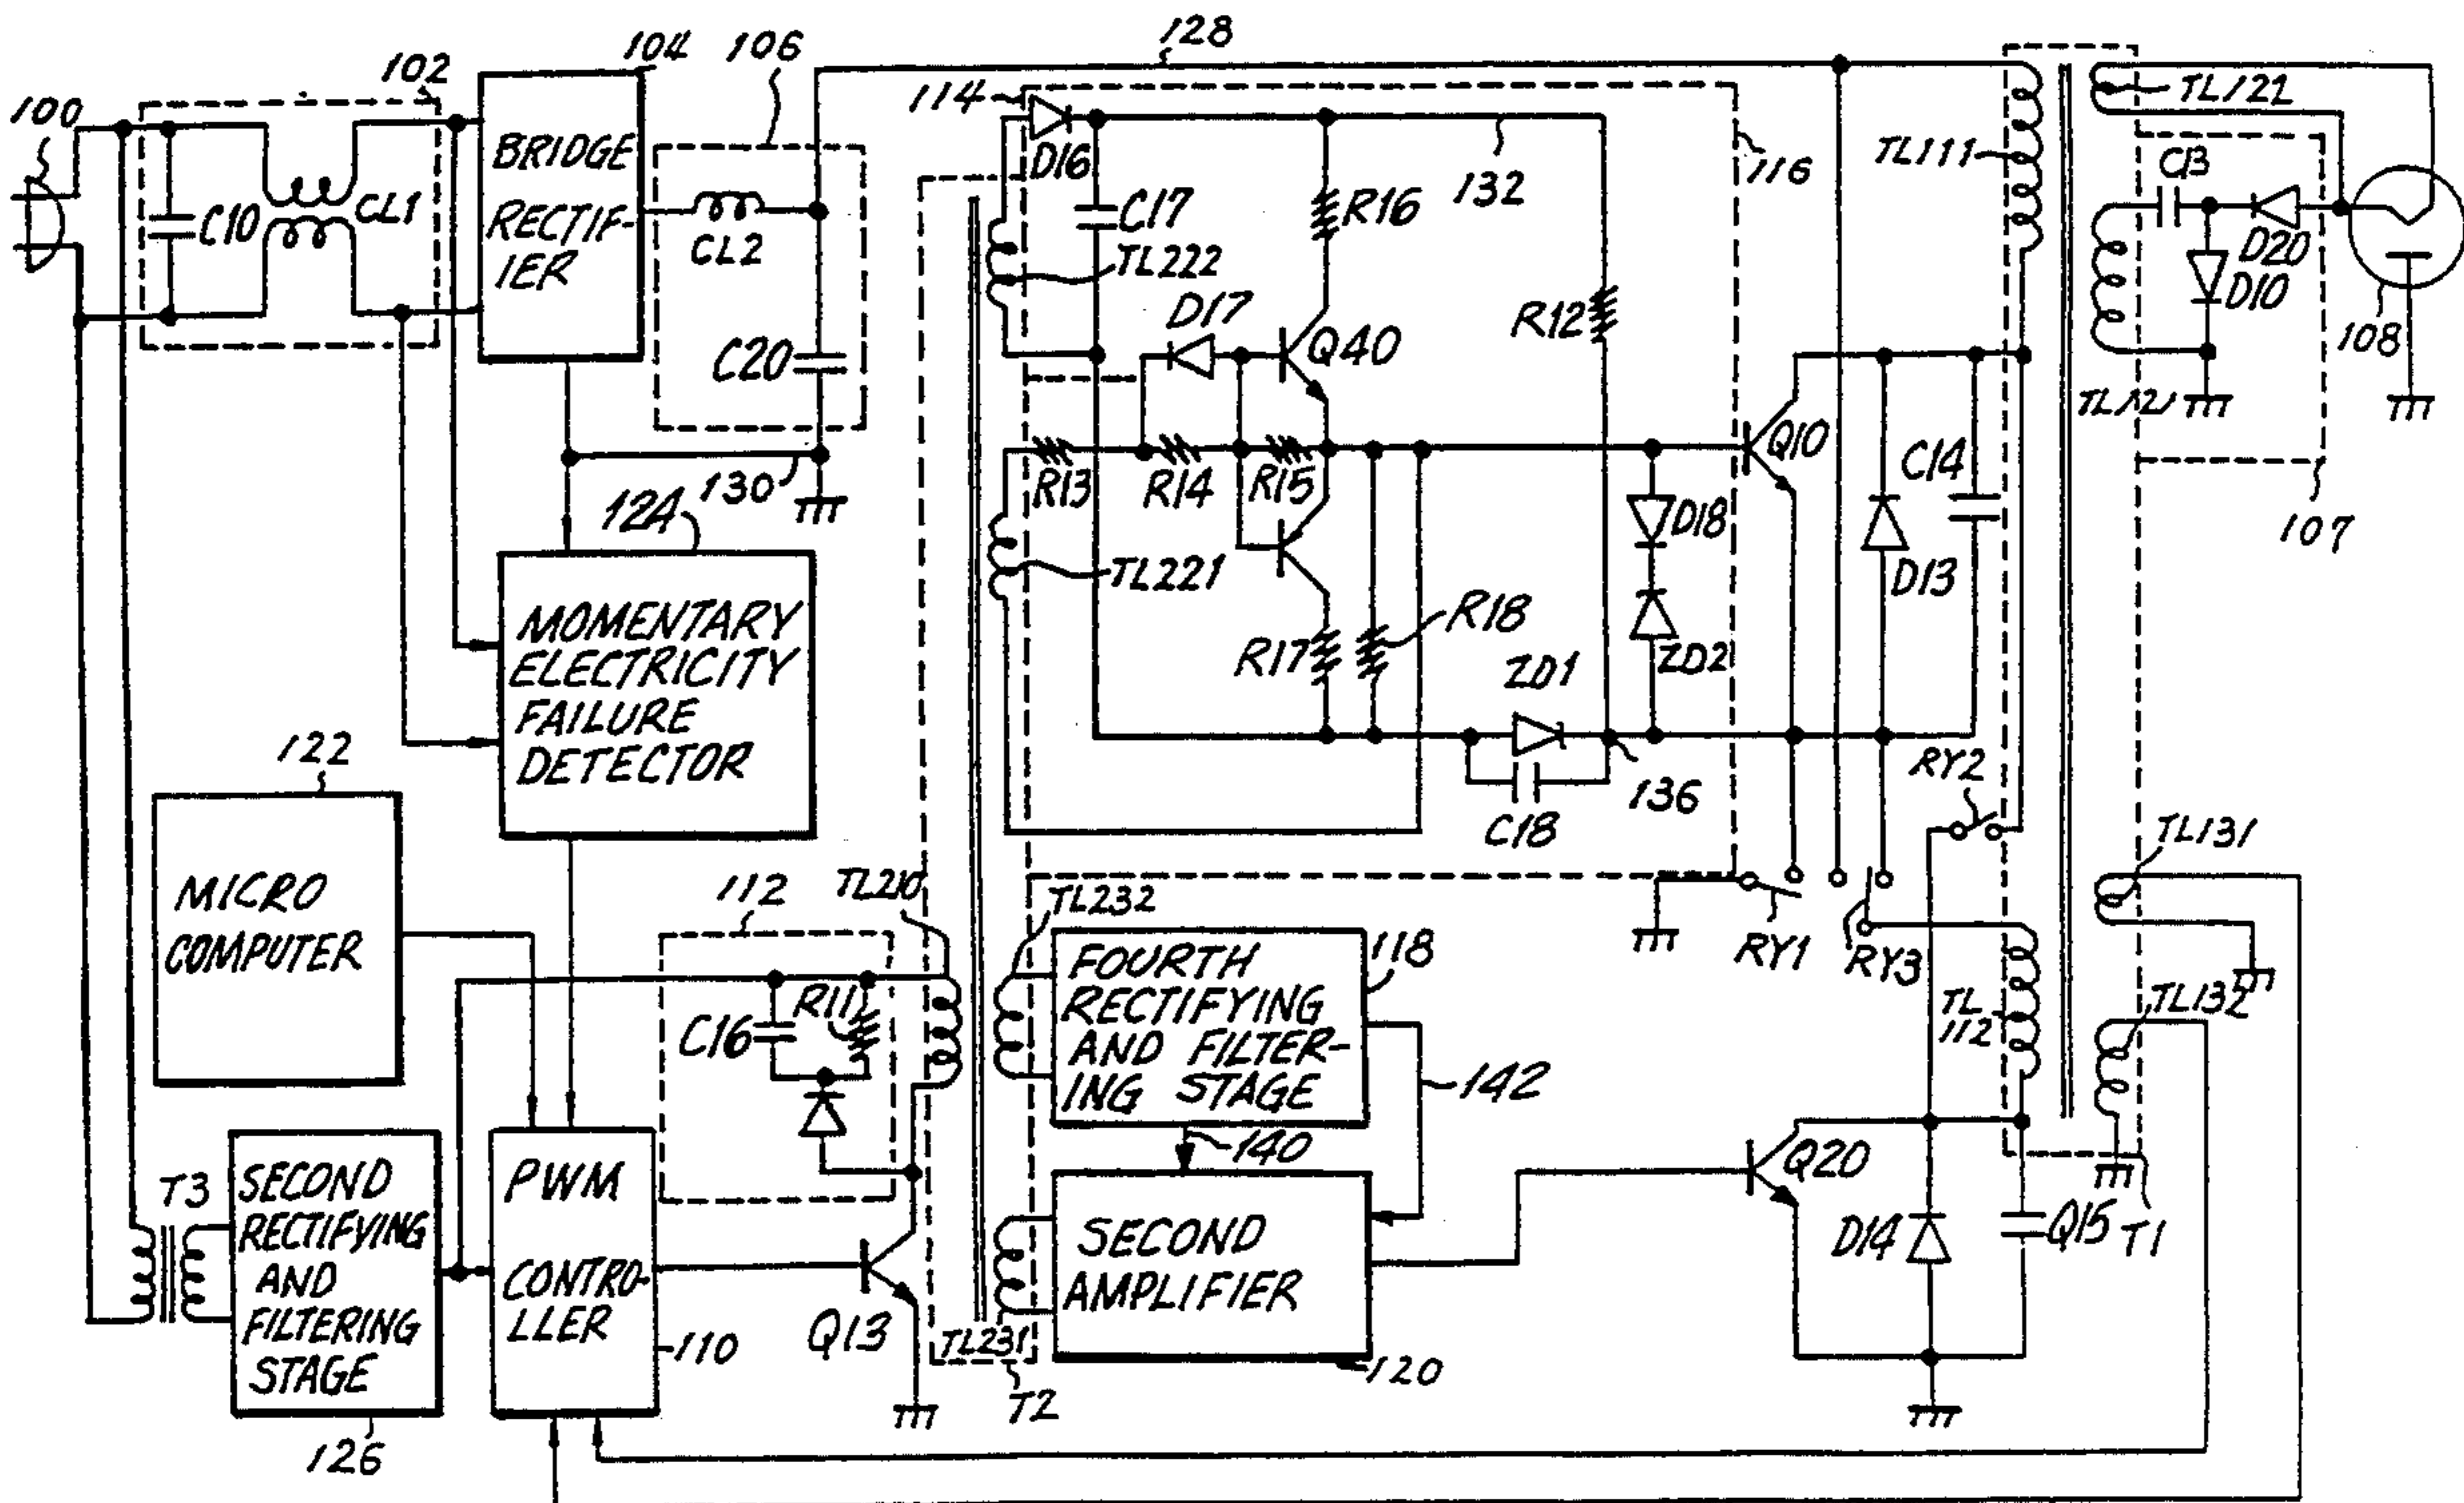 100
102
104
106
128
C10
CL1
BRIDGE
RECTIF-
IER
CL2
C20
130
114
D16
C17
TL222
R16
132
116
R12
D17
Q40
R13
R14
R15
TL221
R17
R18
D18
ZD2
ZD1
C18
136
Q10
D13
C14
TL111
TL122
C13
D20
D10
TL121
108
107
124
MOMENTARY
ELECTRICITY
FAILURE
DETECTOR
122
MICRO
COMPUTER
112
TL210
C16
R11
TL232
FOURTH
RECTIFYING
AND FILTER-
ING STAGE
118
142
140
RY2
RY1
RY3
TL131
TL
112
TL132
T3
SECOND
RECTIFYING
AND
FILTERING
STAGE
126
PWM
CONTRO-
LLER
110
Q13
TL231
T2
SECOND
AMPLIFIER
120
Q20
D14
Q15
T1